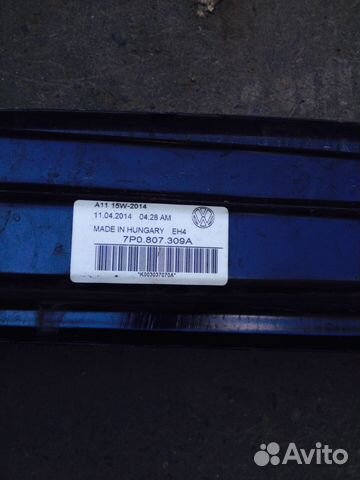 A11 15W-2014
11.04.2014 04:28 AM
MADE IN HUNGARY EH4
7P0.807.309A
*K003037070A*
Avito